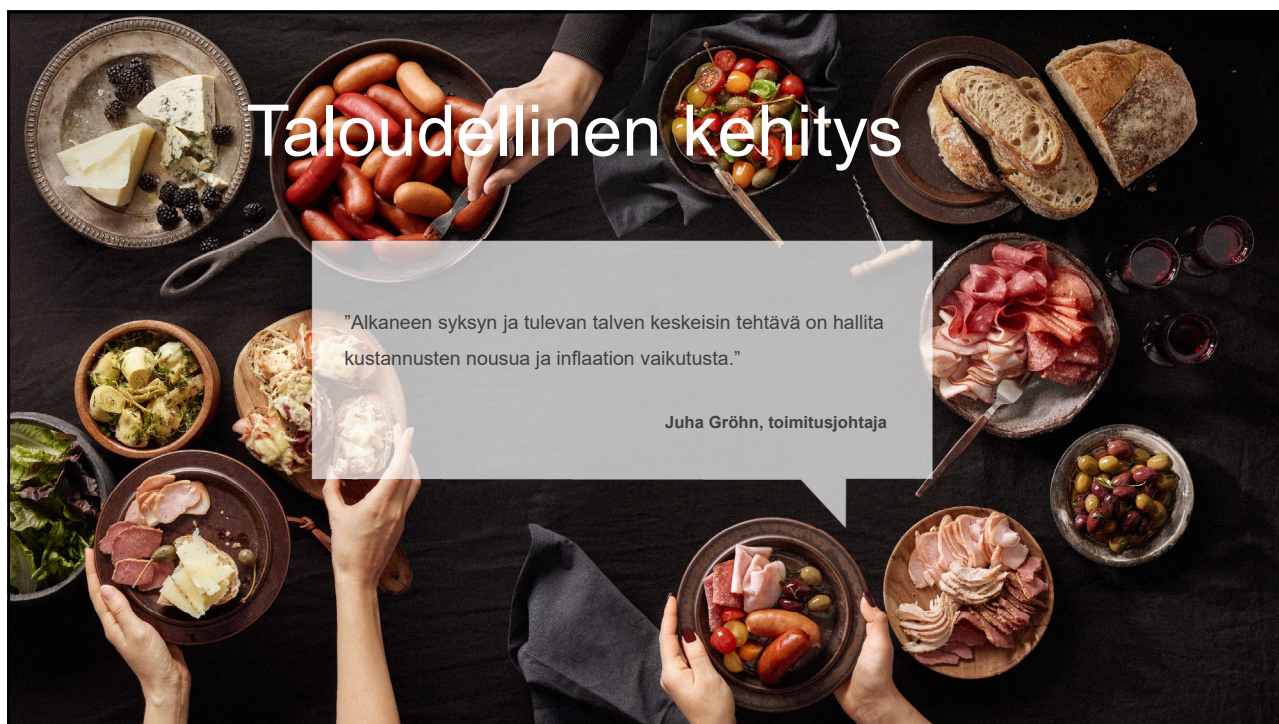 Taloudellinen kehitys
”Alkaneen syksyn ja tulevan talven keskeisin tehtävä on hallita
kustannusten nousua ja inflaation vaikutusta.”
Juha Gröhn, toimitusjohtaja